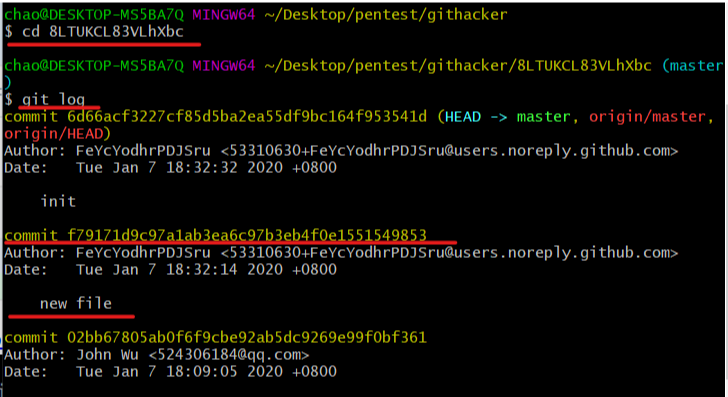 chao@DESKTOP-MS5BA7Q MINGW64 ~/Desktop/pentest/githacker
$ cd 8LTUKCL83VLhXbc
chao@DESKTOP-MS5BA7Q MINGW64 ~/Desktop/pentest/githacker/8LTUKCL83VLhXbc (master
)
$ git log
commit 6d66acf3227cf85d5ba2ea55df9bc164f953541d (HEAD -> master, origin/master,
origin/HEAD)
Author: FeYcYodhrPDJSru <53310630+FeYcYodhrPDJSru@users.noreply.github.com>
Date:   Tue Jan 7 18:32:32 2020 +0800
init
commit f79171d9c97a1ab3ea6c97b3eb4f0e1551549853
Author: FeYcYodhrPDJSru <53310630+FeYcYodhrPDJSru@users.noreply.github.com>
Date:   Tue Jan 7 18:32:14 2020 +0800
new file
commit 02bb67805ab0f6f9cbe92ab5dc9269e99f0bf361
Author: John Wu <524306184@qq.com>
Date:   Tue Jan 7 18:09:05 2020 +0800